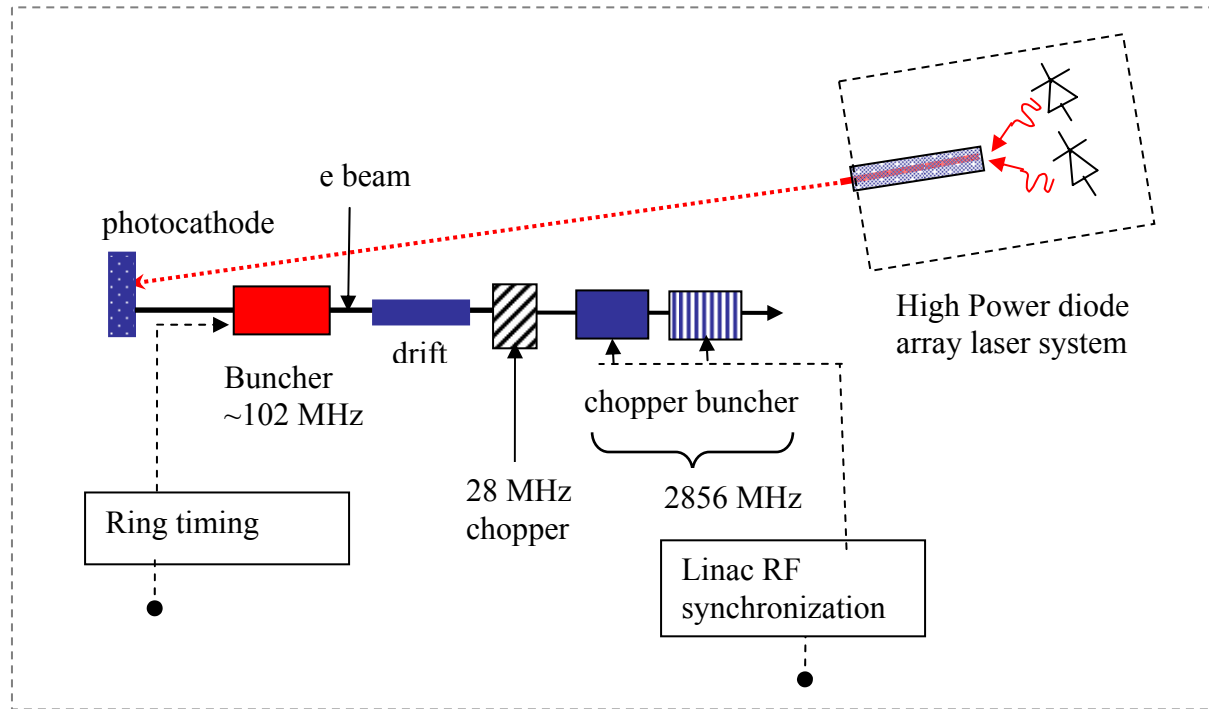 e beam
photocathode
High Power diode
array laser system
drift
Buncher
~102 MHz
chopper buncher
28 MHz
chopper
2856 MHz
Ring timing
Linac RF
synchronization